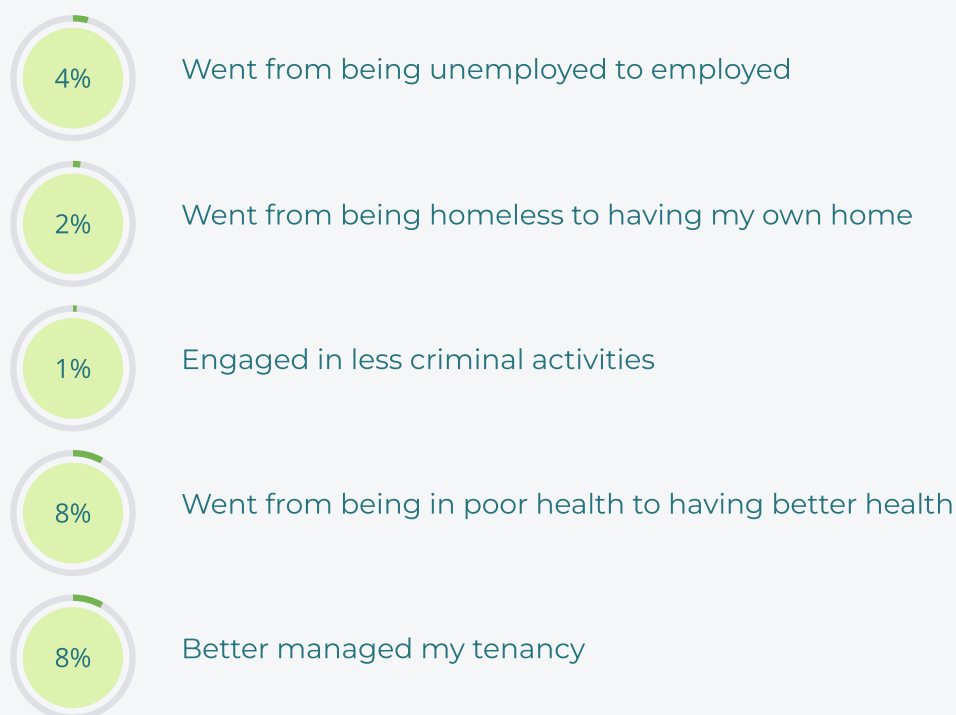 4%
Went from being unemployed to employed
2%
Went from being homeless to having my own home
1%
Engaged in less criminal activities
8%
Went from being in poor health to having better health
8%
Better managed my tenancy